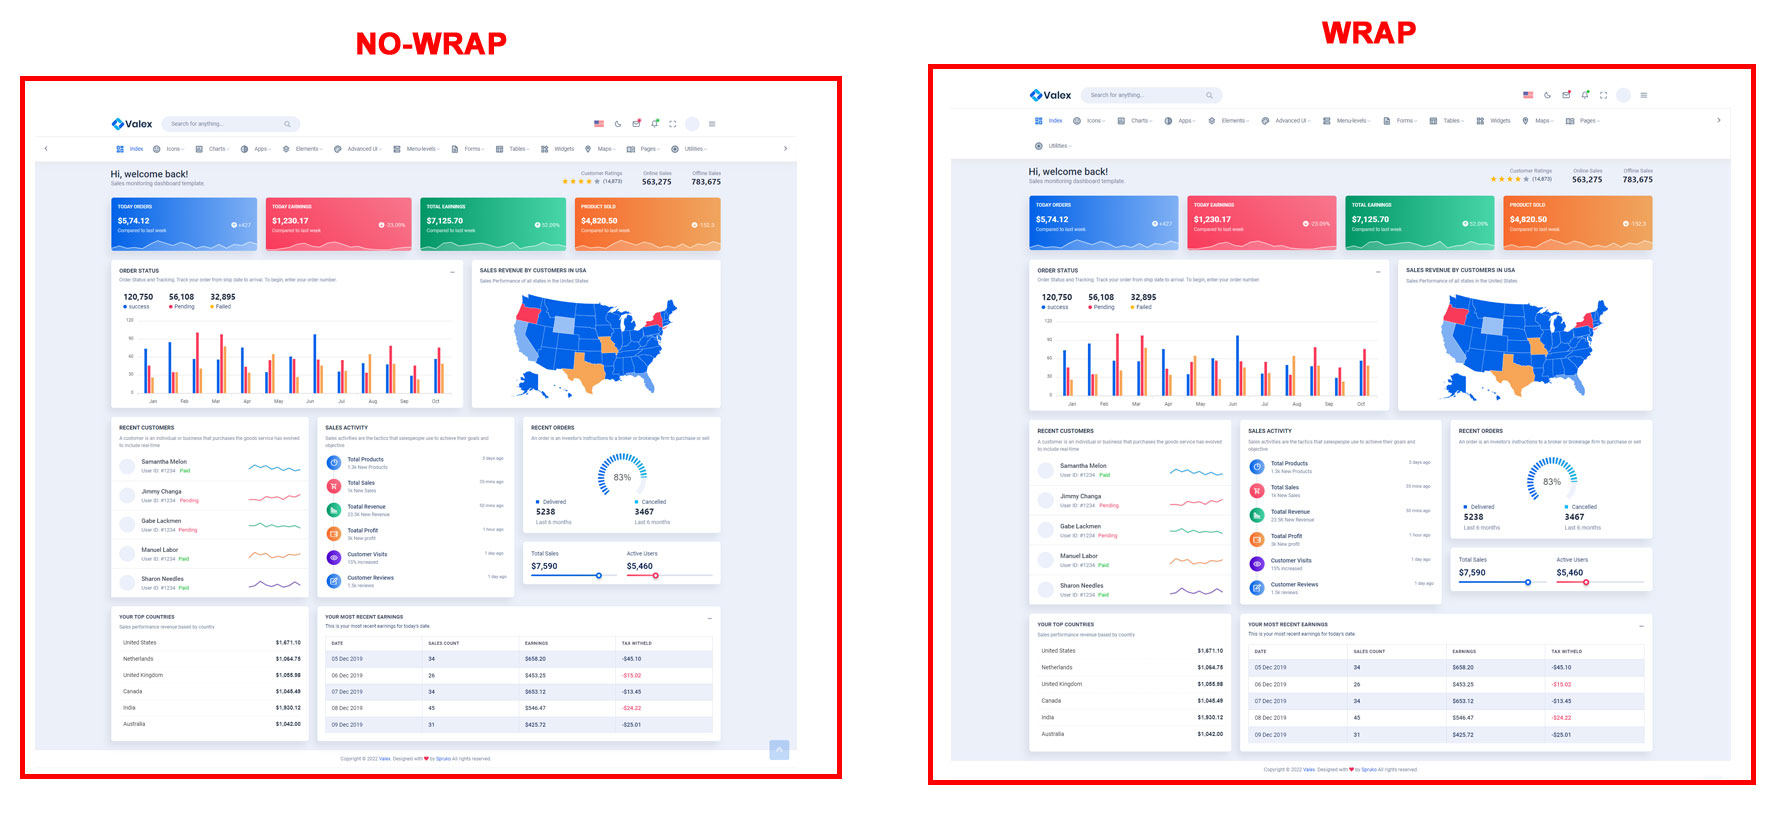 NO-WRAP
Valex
Search for anything...
Index Icons Charts Apps Elements Advanced UI Menu-levels Forms Tables Widgets Maps Pages Utilities
Hi, welcome back!
Sales monitoring dashboard template.
Customer Ratings Online Sales Offline Sales
(14,873) 563,275 783,675
TODAY ORDERS TODAY EARNINGS TOTAL EARNINGS PRODUCT SOLD
$5,74.12 $1,230.17 $7,125.70 $4,820.50
+427 -23.09% 52.09% -152.3
Compared to last week Compared to last week Compared to last week Compared to last week
ORDER STATUS
Order Status and Tracking. Track your order from ship date to arrival. To begin, enter your order number.
120,750 56,108 32,895
success Pending Failed
120
90
60
30
0
Jan Feb Mar Apr May Jun Jul Aug Sep Oct
SALES REVENUE BY CUSTOMERS IN USA
Sales Performance of all states in the United States
RECENT CUSTOMERS
A customer is an individual or business that purchases the goods service has evolved
to include real-time
Samantha Melon
User ID: #1234 Paid
Jimmy Changa
User ID: #1234 Pending
Gabe Lackmen
User ID: #1234 Pending
Manuel Labor
User ID: #1234 Paid
Sharon Needles
User ID: #1234 Paid
SALES ACTIVITY
Sales activities are the tactics that salespeople use to achieve their goals and
objective
Total Products 3 days ago
1.3k New Products
Total Sales 35 mins ago
1k New Sales
Toatal Revenue 50 mins ago
23.5K New Revenue
Toatal Profit 1 hour ago
3k New profit
Customer Visits 1 day ago
15% increased
Customer Reviews 1 day ago
1.5k reviews
RECENT ORDERS
An order is an investor's instructions to a broker or brokerage firm to purchase or sell
83%
Delivered Cancelled
5238 3467
Last 6 months Last 6 months
Total Sales Active Users
$7,590 $5,460
YOUR TOP COUNTRIES
Sales performance revenue based by country
United States $1,671.10
Netherlands $1,064.75
United Kingdom $1,055.98
Canada $1,045.49
India $1,930.12
Australia $1,042.00
YOUR MOST RECENT EARNINGS
This is your most recent earnings for today's date.
DATE SALES COUNT EARNINGS TAX WITHELD
05 Dec 2019 34 $658.20 -$45.10
06 Dec 2019 26 $453.25 -$15.02
07 Dec 2019 34 $653.12 -$13.45
08 Dec 2019 45 $546.47 -$24.22
09 Dec 2019 31 $425.72 -$25.01
Copyright © 2022 Valex. Designed with by Spruko All rights reserved.
WRAP
Valex
Search for anything...
Index Icons Charts Apps Elements Advanced UI Menu-levels Forms Tables Widgets Maps Pages
Utilities
Hi, welcome back!
Sales monitoring dashboard template.
Customer Ratings Online Sales Offline Sales
(14,873) 563,275 783,675
TODAY ORDERS TODAY EARNINGS TOTAL EARNINGS PRODUCT SOLD
$5,74.12 $1,230.17 $7,125.70 $4,820.50
+427 -23.09% 52.09% -152.3
Compared to last week Compared to last week Compared to last week Compared to last week
ORDER STATUS
Order Status and Tracking. Track your order from ship date to arrival. To begin, enter your order number.
120,750 56,108 32,895
success Pending Failed
120
90
60
30
0
Jan Feb Mar Apr May Jun Jul Aug Sep Oct
SALES REVENUE BY CUSTOMERS IN USA
Sales Performance of all states in the United States
RECENT CUSTOMERS
A customer is an individual or business that purchases the goods service has evolved
to include real-time
Samantha Melon
User ID: #1234 Paid
Jimmy Changa
User ID: #1234 Pending
Gabe Lackmen
User ID: #1234 Pending
Manuel Labor
User ID: #1234 Paid
Sharon Needles
User ID: #1234 Paid
SALES ACTIVITY
Sales activities are the tactics that salespeople use to achieve their goals and
objective
Total Products 3 days ago
1.3k New Products
Total Sales 35 mins ago
1k New Sales
Toatal Revenue 50 mins ago
23.5K New Revenue
Toatal Profit 1 hour ago
3k New profit
Customer Visits 1 day ago
15% increased
Customer Reviews 1 day ago
1.5k reviews
RECENT ORDERS
An order is an investor's instructions to a broker or brokerage firm to purchase or sell
83%
Delivered Cancelled
5238 3467
Last 6 months Last 6 months
Total Sales Active Users
$7,590 $5,460
YOUR TOP COUNTRIES
Sales performance revenue based by country
United States $1,671.10
Netherlands $1,064.75
United Kingdom $1,055.98
Canada $1,045.49
India $1,930.12
Australia $1,042.00
YOUR MOST RECENT EARNINGS
This is your most recent earnings for today's date.
DATE SALES COUNT EARNINGS TAX WITHELD
05 Dec 2019 34 $658.20 -$45.10
06 Dec 2019 26 $453.25 -$15.02
07 Dec 2019 34 $653.12 -$13.45
08 Dec 2019 45 $546.47 -$24.22
09 Dec 2019 31 $425.72 -$25.01
Copyright © 2022 Valex. Designed with by Spruko All rights reserved.